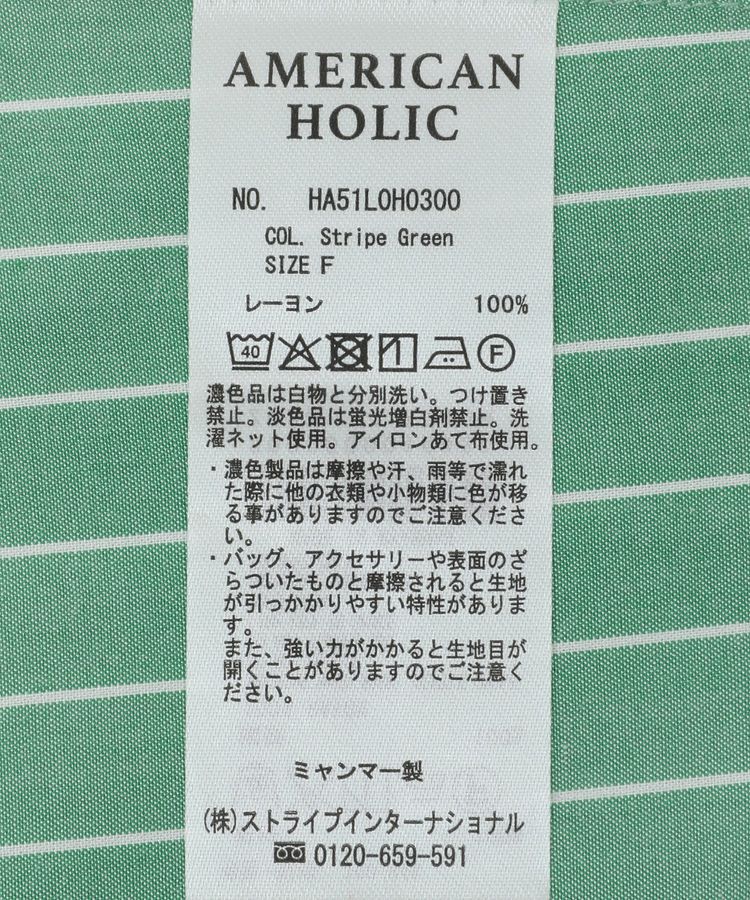 AMERICAN
HOLIC
NO. HA51L0H0300
COL. Stripe Green
SIZE F
レーヨン 100%
40 F
濃色品は白物と分別洗い。つけ置き
禁止。淡色品は蛍光増白剤禁止。洗
濯ネット使用。アイロンあて布使用。
・濃色製品は摩擦や汗、雨等で濡れ
た際に他の衣類や小物類に色が移
る事がありますのでご注意くださ
い。
・バッグ、アクセサリーや表面のざ
らついたものと摩擦されると生地
が引っかかりやすい特性がありま
す。
また、強い力がかかると生地目が
開くことがありますのでご注意く
ださい。
ミャンマー製
(株)ストライプインターナショナル
0120-659-591